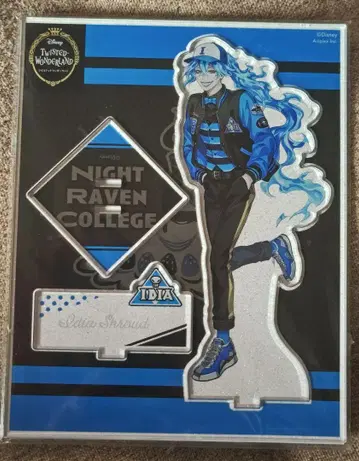 Disney
TWISTED-
WONDERLAND
©Disney
NIGHT
RAVEN
COLLEGE
IDIA
Idia Shroud